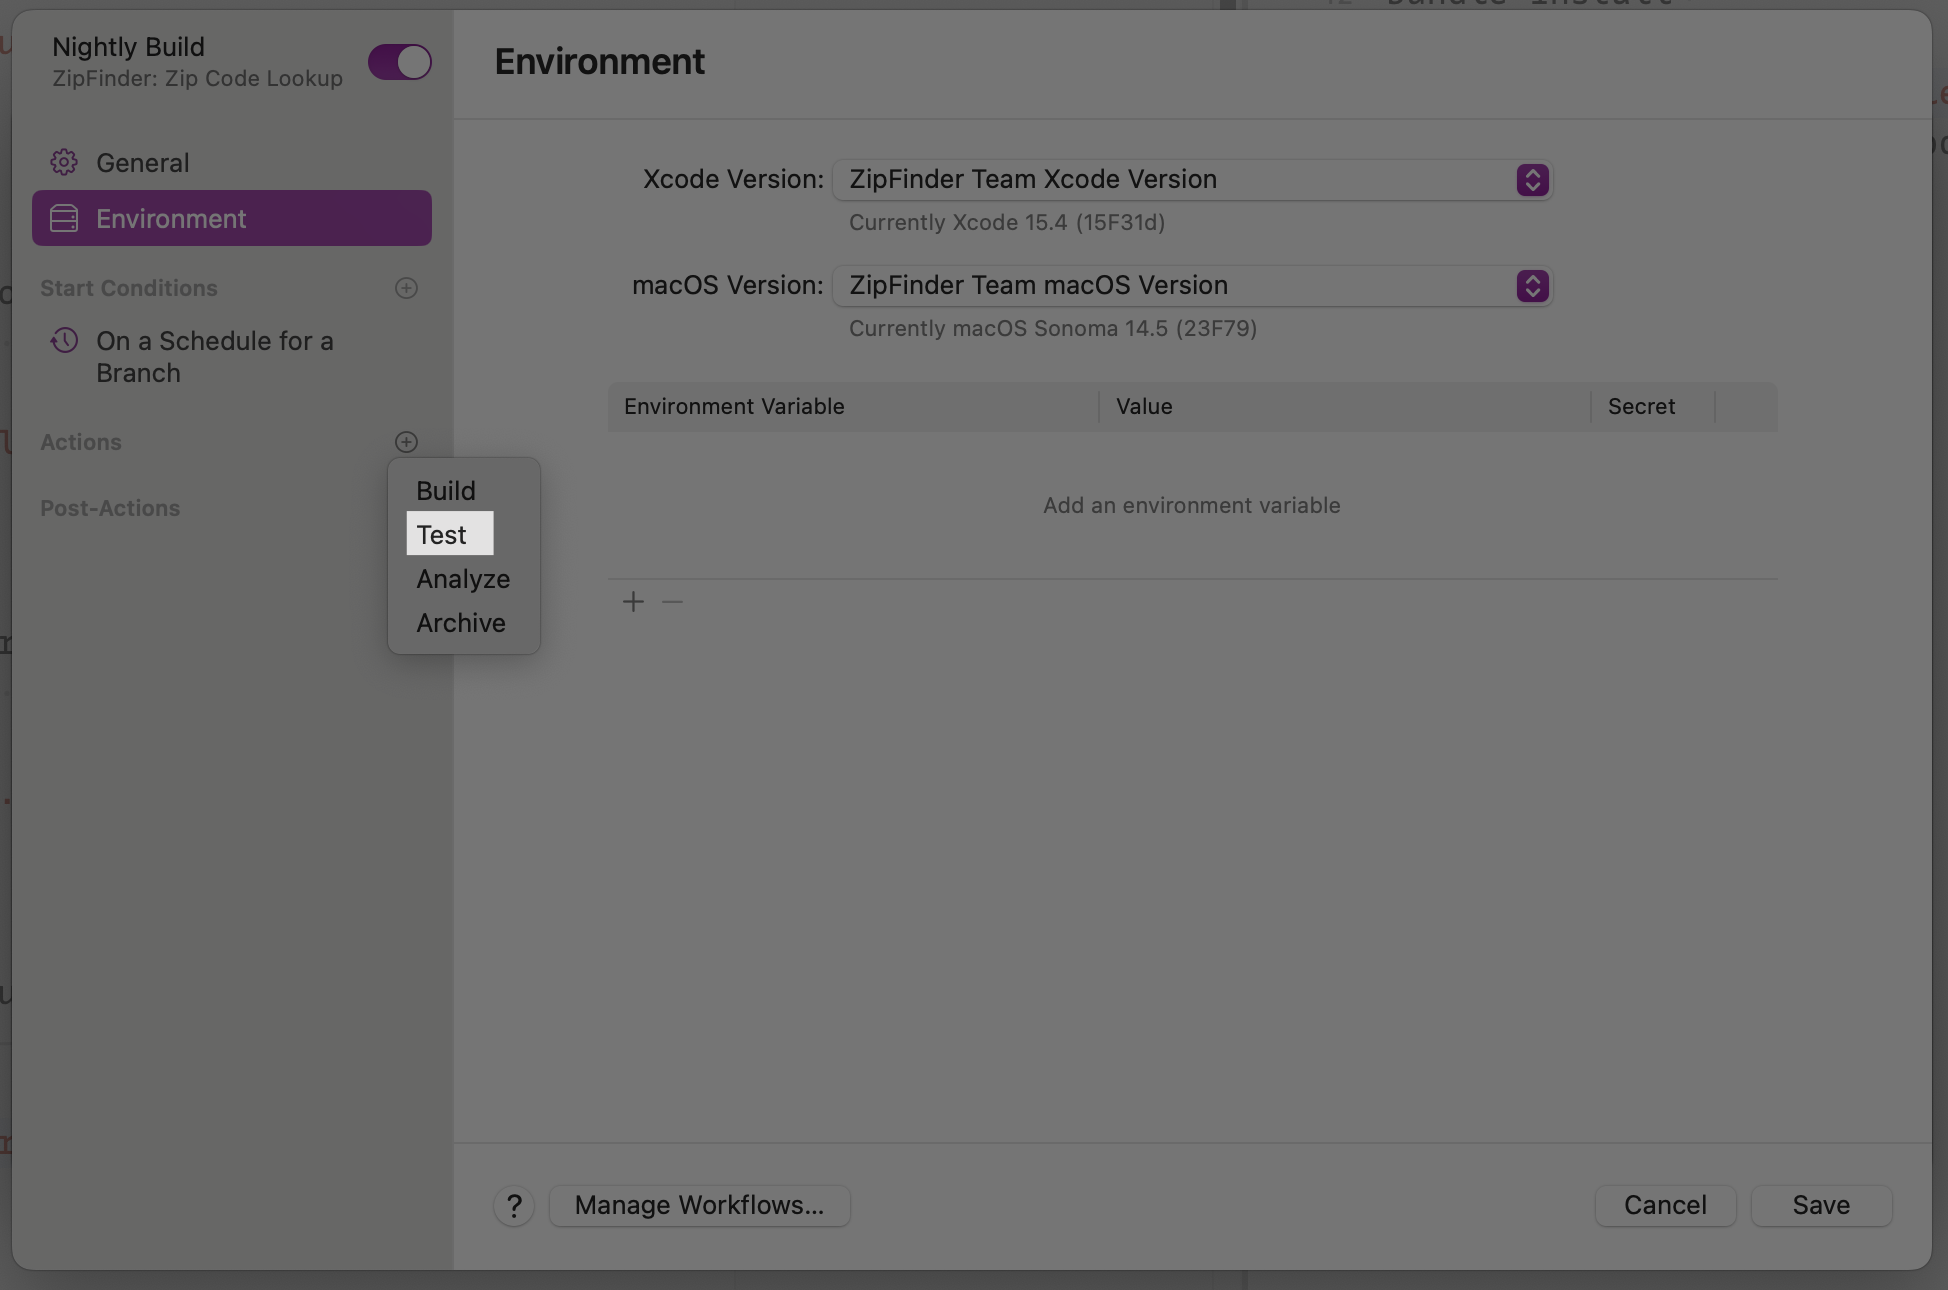 Nightly Build
ZipFinder: Zip Code Lookup
General
Environment
Start Conditions
On a Schedule for a
Branch
Actions
Post-Actions
Build
Test
Analyze
Archive
Environment
Xcode Version: ZipFinder Team Xcode Version
Currently Xcode 15.4 (15F31d)
macOS Version: ZipFinder Team macOS Version
Currently macOS Sonoma 14.5 (23F79)
Environment Variable Value Secret
Add an environment variable
? Manage Workflows... Cancel Save